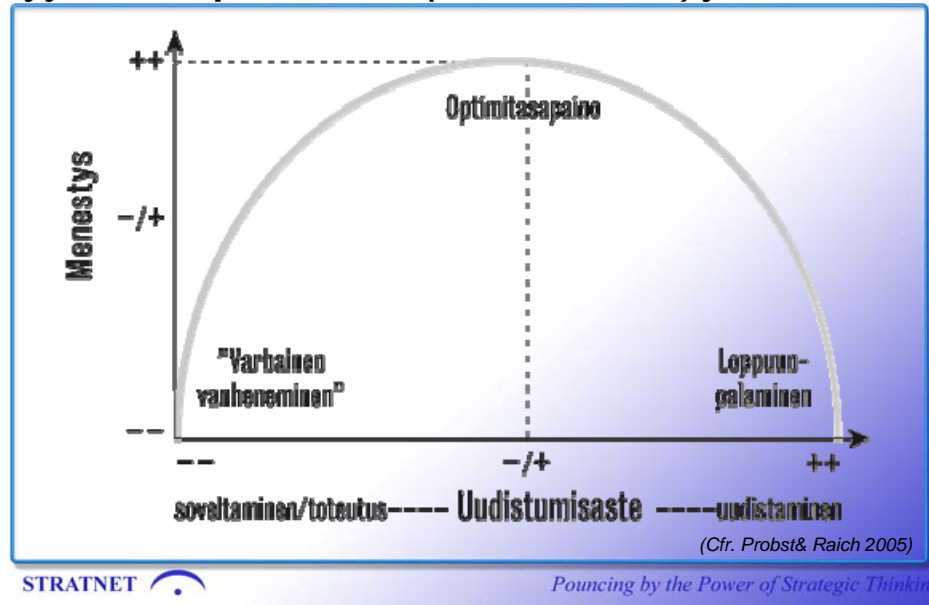 ++
Optimitasapaino
Menestys
-/+
"Varhainen
vanheneminen"
Loppuun-
palaminen
--
-- -/+ ++
soveltaminen/toteutus---- Uudistumisaste ----uudistaminen
(Cfr. Probst& Raich 2005)
STRATNET Pouncing by the Power of Strategic